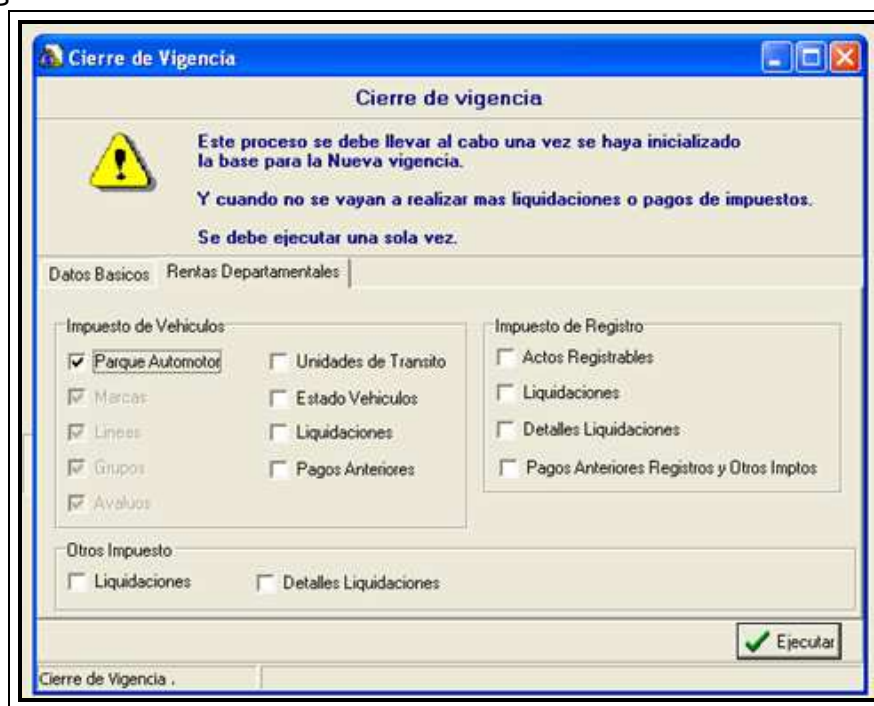 Cierre de Vigencia
Cierre de vigencia
Este proceso se debe llevar al cabo una vez se haya inicializado
la base para la Nueva vigencia.
Y cuando no se vayan a realizar mas liquidaciones o pagos de impuestos.
Se debe ejecutar una sola vez.
Datos Basicos Rentas Departamentales
Impuesto de Vehiculos
Parque Automotor Unidades de Transito
Marcas Estado Vehiculos
Lineas Liquidaciones
Grupos Pagos Anteriores
Avaluos
Impuesto de Registro
Actos Registrables
Liquidaciones
Detalles Liquidaciones
Pagos Anteriores Registros y Otros Imptos
Otros Impuesto
Liquidaciones Detalles Liquidaciones
Ejecutar
Cierre de Vigencia .